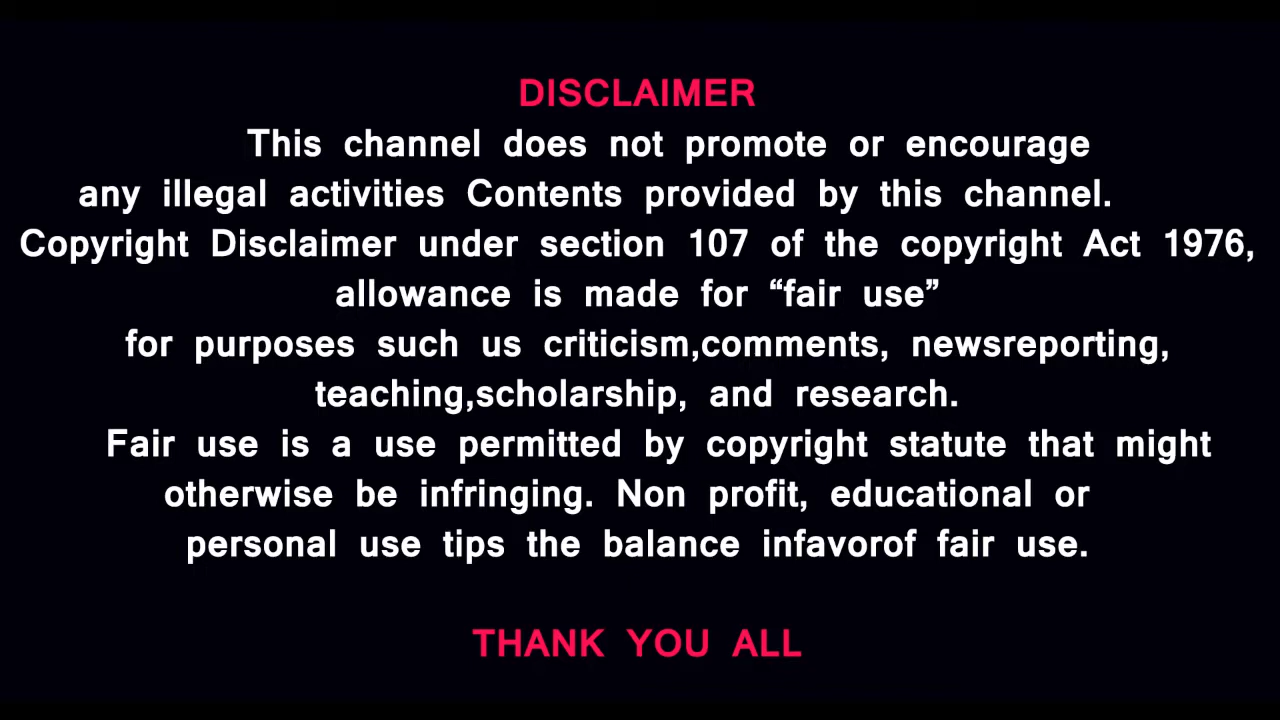 DISCLAIMER
This channel does not promote or encourage
any illegal activities Contents provided by this channel.
Copyright Disclaimer under section 107 of the copyright Act 1976,
allowance is made for “fair use”
for purposes such us criticism,comments, newsreporting,
teaching,scholarship, and research.
Fair use is a use permitted by copyright statute that might
otherwise be infringing. Non profit, educational or
personal use tips the balance infavorof fair use.
THANK YOU ALL